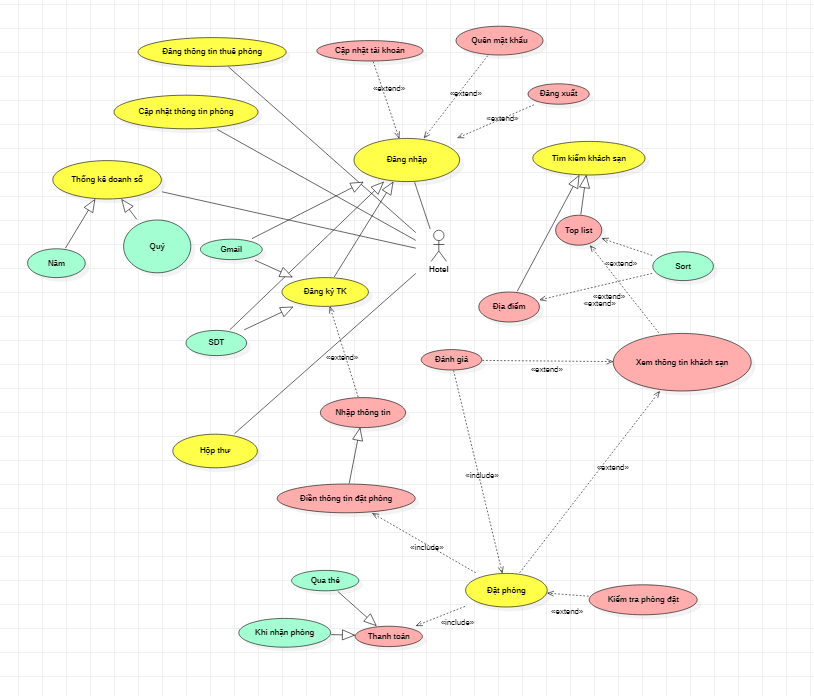 Đăng thông tin thuê phòng
Cập nhật tài khoản
Quên mật khẩu
Đăng xuất
«extend»
«extend»
«extend»
Cập nhật thông tin phòng
Đăng nhập
Tìm kiếm khách sạn
Thống kê doanh số
Top list
Quý
Gmail
Năm
Hotel
«extend»
Sort
Đăng ký TK
«extend»
«extend»
Địa điểm
SDT
«extend»
Đánh giá
«extend»
Xem thông tin khách sạn
Nhập thông tin
Hộp thư
«include»
«extend»
Điền thông tin đặt phòng
«include»
Qua thẻ
Đặt phòng
Kiểm tra phòng đặt
«extend»
«include»
Khi nhận phòng
Thanh toán